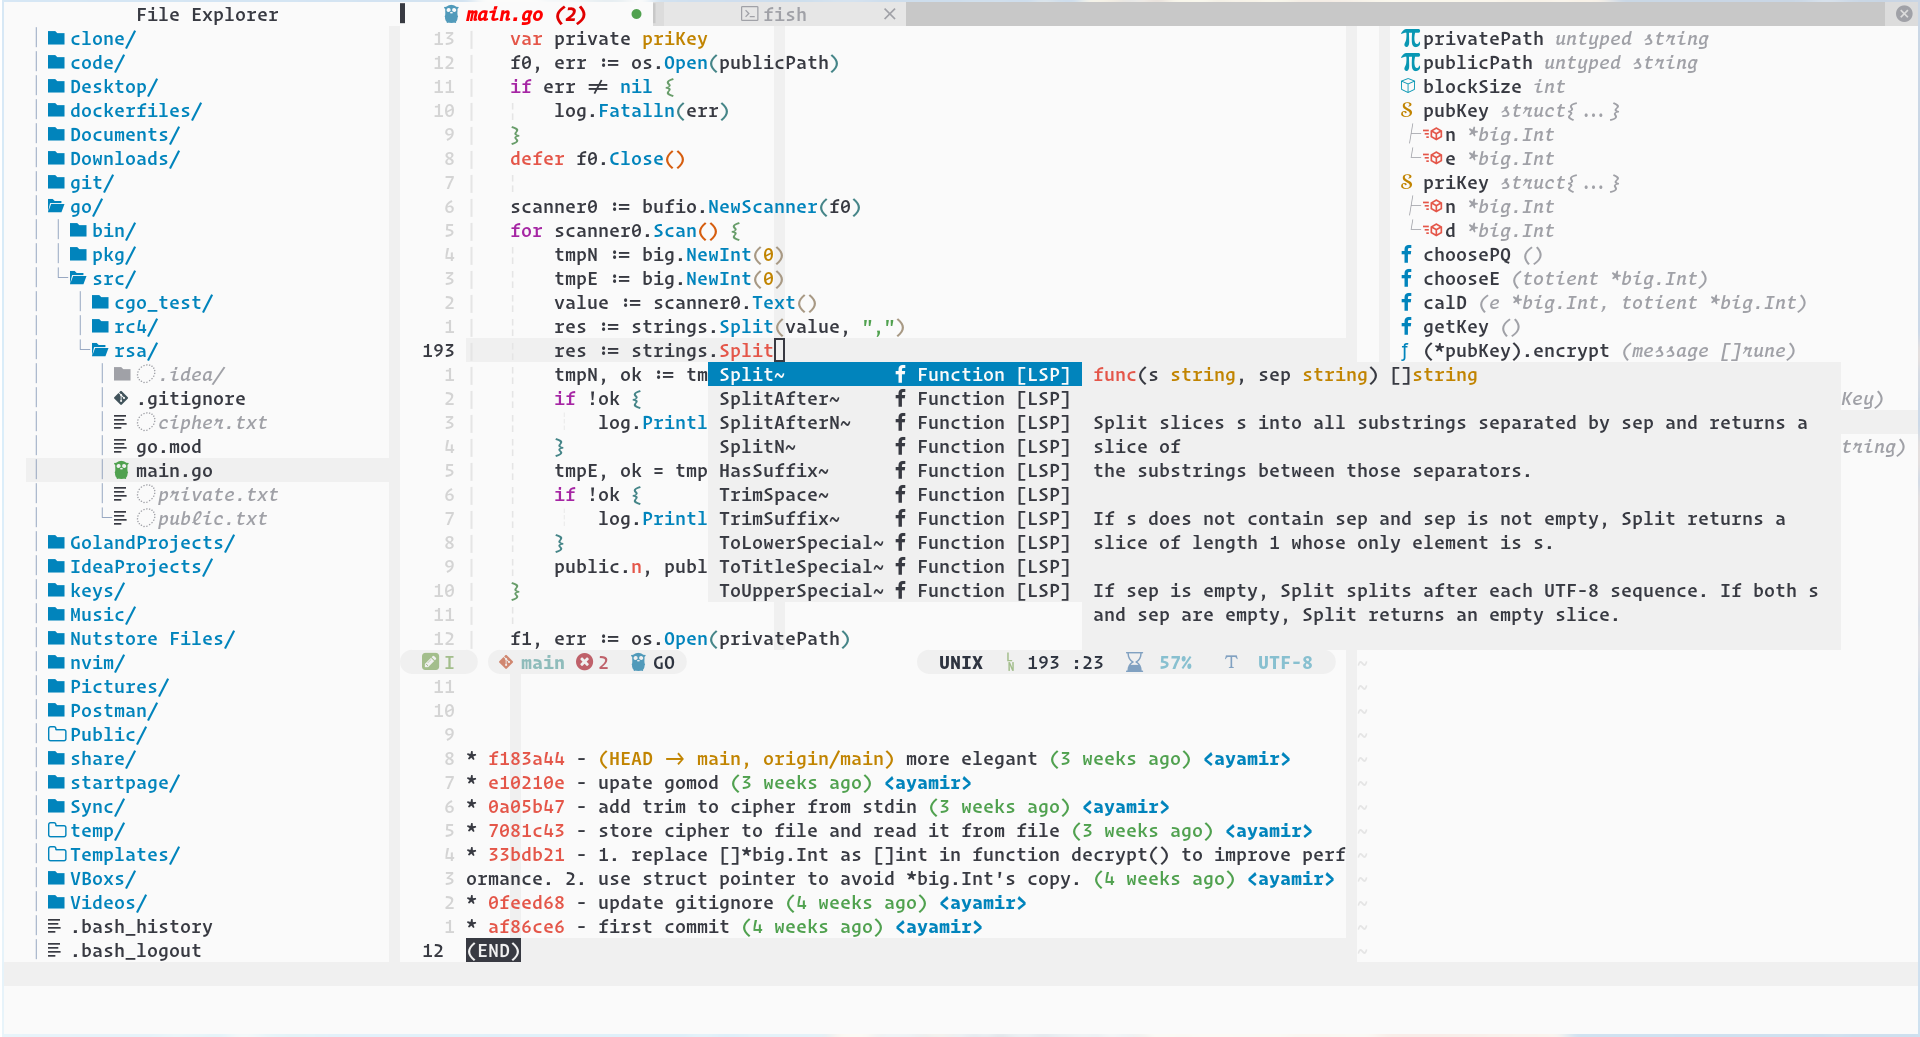 File Explorer
clone/
code/
Desktop/
dockerfiles/
Documents/
Downloads/
git/
go/
bin/
pkg/
src/
cgo_test/
rc4/
rsa/
.idea/
.gitignore
cipher.txt
go.mod
main.go
private.txt
public.txt
GolandProjects/
IdeaProjects/
keys/
Music/
Nutstore Files/
nvim/
Pictures/
Postman/
Public/
share/
startpage/
Sync/
temp/
Templates/
VBoxs/
Videos/
.bash_history
.bash_logout
main.go (2)
fish
13 var private priKey
12 f0, err := os.Open(publicPath)
11 if err ≠ nil {
10 log.Fatalln(err)
9 }
8 defer f0.Close()
7
6 scanner0 := bufio.NewScanner(f0)
5 for scanner0.Scan() {
4 tmpN := big.NewInt(0)
3 tmpE := big.NewInt(0)
2 value := scanner0.Text()
1 res := strings.Split(value, ",")
193 res := strings.Split
1 tmpN, ok := tm
2 if !ok {
3 log.Printl
4 }
5 tmpE, ok = tmp
6 if !ok {
7 log.Printl
8 }
9 public.n, publ
10 }
11
12 f1, err := os.Open(privatePath)
Split~ f Function [LSP]
SplitAfter~ f Function [LSP]
SplitAfterN~ f Function [LSP]
SplitN~ f Function [LSP]
HasSuffix~ f Function [LSP]
TrimSpace~ f Function [LSP]
TrimSuffix~ f Function [LSP]
ToLowerSpecial~ f Function [LSP]
ToTitleSpecial~ f Function [LSP]
ToUpperSpecial~ f Function [LSP]
func(s string, sep string) []string
Split slices s into all substrings separated by sep and returns a
slice of
the substrings between those separators.
If s does not contain sep and sep is not empty, Split returns a
slice of length 1 whose only element is s.
If sep is empty, Split splits after each UTF-8 sequence. If both s
and sep are empty, Split returns an empty slice.
I main 2 GO UNIX LN 193 :23 57% T UTF-8
11
10
9
8 * f183a44 - (HEAD → main, origin/main) more elegant (3 weeks ago) <ayamir>
7 * e10210e - upate gomod (3 weeks ago) <ayamir>
6 * 0a05b47 - add trim to cipher from stdin (3 weeks ago) <ayamir>
5 * 7081c43 - store cipher to file and read it from file (3 weeks ago) <ayamir>
4 * 33bdb21 - 1. replace []*big.Int as []int in function decrypt() to improve perf
3 ormance. 2. use struct pointer to avoid *big.Int's copy. (4 weeks ago) <ayamir>
2 * 0feed68 - update gitignore (4 weeks ago) <ayamir>
1 * af86ce6 - first commit (4 weeks ago) <ayamir>
12 (END)
π privatePath untyped string
π publicPath untyped string
blockSize int
S pubKey struct{...}
n *big.Int
e *big.Int
S priKey struct{...}
n *big.Int
d *big.Int
f choosePQ ()
f chooseE (totient *big.Int)
f calD (e *big.Int, totient *big.Int)
f getKey ()
ƒ (*pubKey).encrypt (message []rune)
Key)
tring)
~
~
~
~
~
~
~
~
~
~
~
~
~